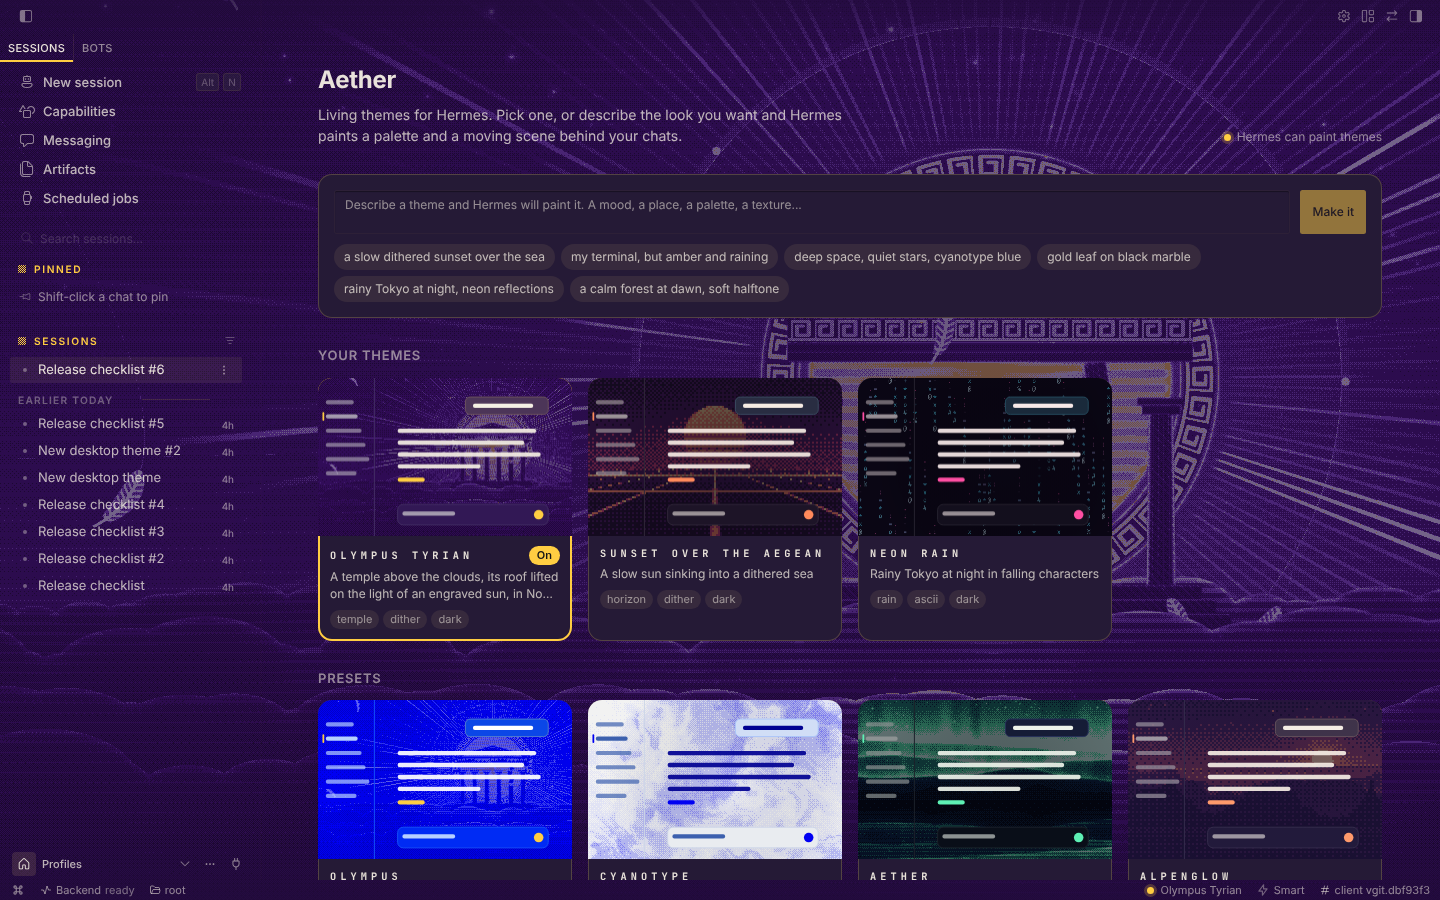 SESSIONS BOTS
New session Alt N
Capabilities
Messaging
Artifacts
Scheduled jobs
Search sessions...
PINNED
Shift-click a chat to pin
SESSIONS
Release checklist #6
EARLIER TODAY
Release checklist #5 4h
New desktop theme #2 4h
New desktop theme 4h
Release checklist #4 4h
Release checklist #3 4h
Release checklist #2 4h
Release checklist 4h
Profiles
Aether
Living themes for Hermes. Pick one, or describe the look you want and Hermes
paints a palette and a moving scene behind your chats.
Hermes can paint themes
Describe a theme and Hermes will paint it. A mood, a place, a palette, a texture...
Make it
a slow dithered sunset over the sea my terminal, but amber and raining deep space, quiet stars, cyanotype blue gold leaf on black marble
rainy Tokyo at night, neon reflections a calm forest at dawn, soft halftone
YOUR THEMES
OLYMPUS TYRIAN On
A temple above the clouds, its roof lifted
on the light of an engraved sun, in No...
temple dither dark
SUNSET OVER THE AEGEAN
A slow sun sinking into a dithered sea
horizon dither dark
NEON RAIN
Rainy Tokyo at night in falling characters
rain ascii dark
PRESETS
OLYMPUS
CYANOTYPE
AETHER
ALPENGLOW
Backend ready root
Olympus Tyrian Smart # client vgit.dbf93f3